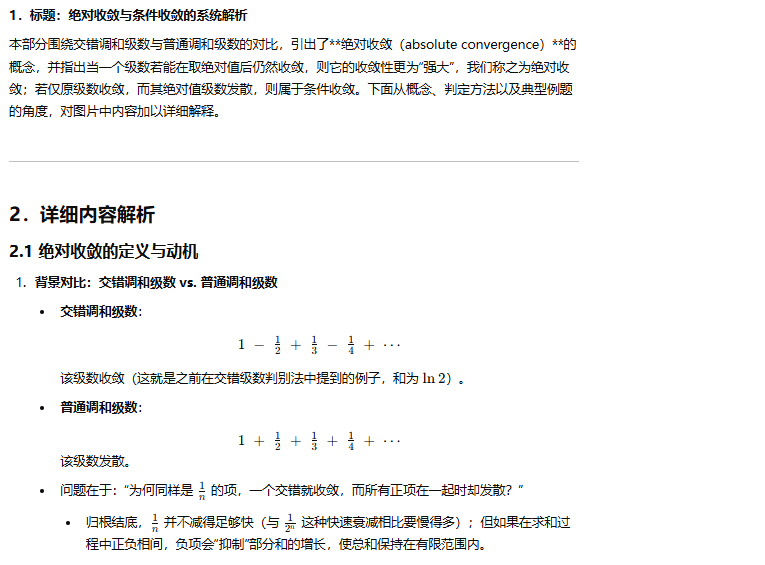 1．标题：绝对收敛与条件收敛的系统解析
本部分围绕交错调和级数与普通调和级数的对比，引出了**绝对收敛（absolute convergence）**的
概念，并指出当一个级数若能在取绝对值后仍然收敛，则它的收敛性更为“强大”，我们称之为绝对收
敛；若仅原级数收敛，而其绝对值级数发散，则属于条件收敛。下面从概念、判定方法以及典型例题
的角度，对图片中内容加以详细解释。
2．详细内容解析
2.1 绝对收敛的定义与动机
1. 背景对比：交错调和级数 vs. 普通调和级数
• 交错调和级数：
1 − 1/2 + 1/3 − 1/4 + ⋯
该级数收敛（这就是之前在交错级数判别法中提到的例子，和为 ln 2）。
• 普通调和级数：
1 + 1/2 + 1/3 + 1/4 + ⋯
该级数发散。
• 问题在于：“为何同样是 1/n 的项，一个交错就收敛，而所有正项在一起时却发散？”
• 归根结底，1/n 并不减得足够快（与 1/2ⁿ 这种快速衰减相比要慢得多）；但如果在求和过
程中正负相间，负项会“抑制”部分和的增长，使总和保持在有限范围内。